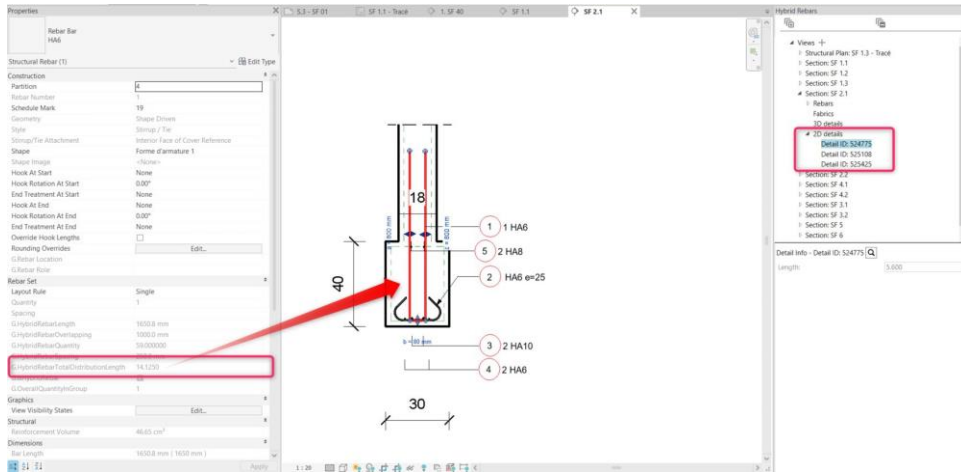 Properties
Rebar Bar
HA6
Structural Rebar (1)
Edit Type
Construction
Partition 4
Rebar Number 1
Schedule Mark 19
Geometry Shape Driven
Style Stirrup / Tie
Stirrup/Tie Attachment Interior Face of Cover Reference
Shape Forme d'armature 1
Shape Image <None>
Hook At Start None
Hook Rotation At Start 0.00°
End Treatment At Start None
Hook At End None
Hook Rotation At End 0.00°
End Treatment At End None
Override Hook Lengths
Rounding Overrides Edit...
G.Rebar Location
G.Rebar Role
Rebar Set
Layout Rule Single
Quantity 1
Spacing
G.HybridRebarLength 1650.8 mm
G.HybridRebarOverlapping 1000.0 mm
G.HybridRebarQuantity 59.000000
G.HybridRebarTotalDistributionLength 14.1250
G.OverallQuantityInGroup 1
Graphics
View Visibility States Edit...
Structural
Reinforcement Volume 46.65 cm³
Dimensions
Bar Length 1650.8 mm ( 1650 mm )
Apply
5.3 - SF 01
SF 1.1 - Tracé
1. SF 40
SF 1.1
SF 2.1
18
1 1 HA6
5 2 HA8
2 HA6 e=25
40
3 2 HA10
4 2 HA6
30
1 : 20
Hybrid Rebars
Views
Structural Plan: SF 1.3 - Tracé
Section: SF 1.1
Section: SF 1.2
Section: SF 1.3
Section: SF 2.1
Rebars
Fabrics
3D details
2D details
Detail ID: 524775
Detail ID: 525108
Detail ID: 525425
Section: SF 2.2
Section: SF 4.1
Section: SF 4.2
Section: SF 3.1
Section: SF 3.2
Section: SF 5
Section: SF 6
Detail Info - Detail ID: 524775
Length: 5.600